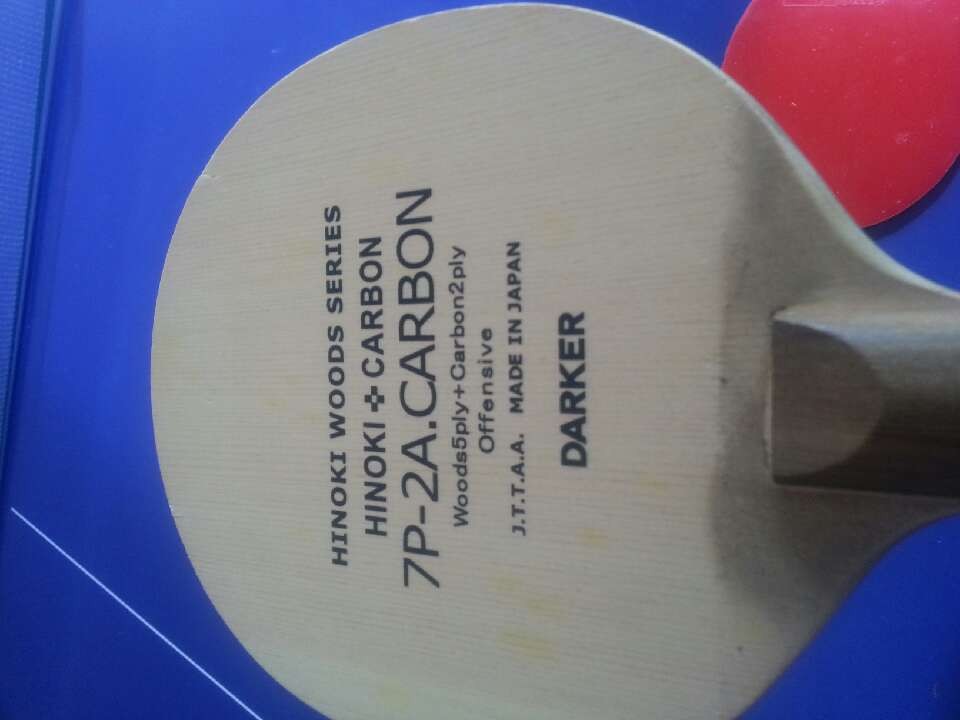 HINOKI WOODS SERIES
HINOKI + CARBON
7P-2A.CARBON
Woods5ply+Carbon2ply
Offensive
J.T.T.A.A. MADE IN JAPAN
DARKER